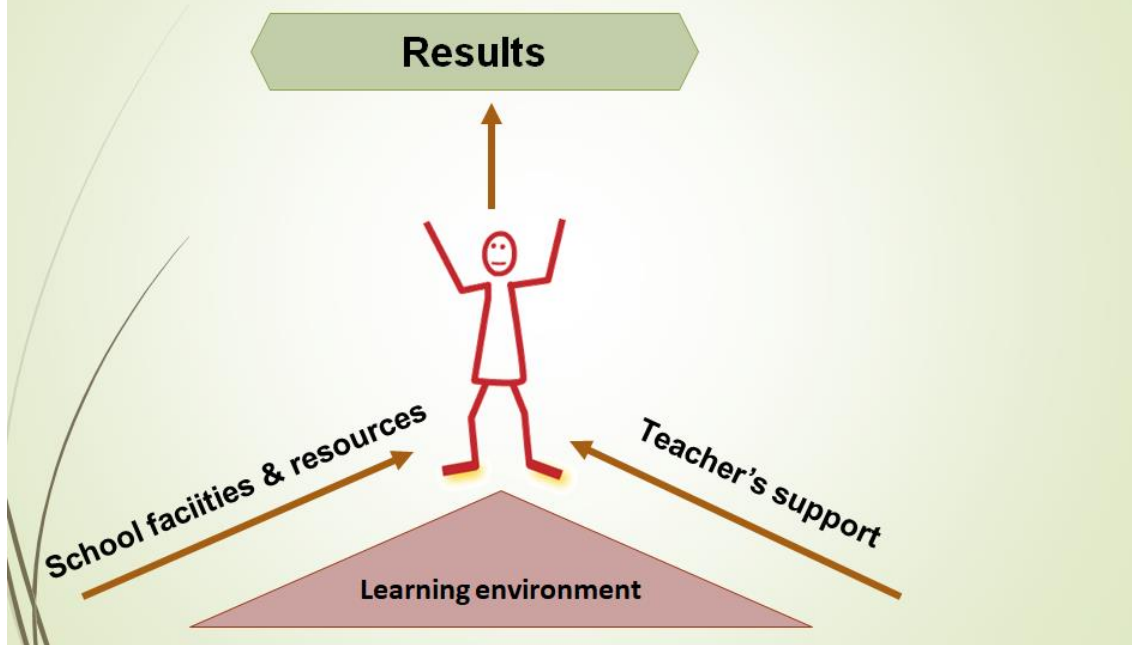 Results
School faciities & resources
Teacher's support
Learning environment